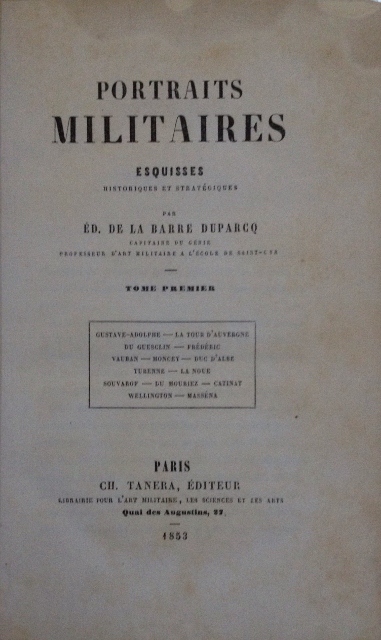 PORTRAITS
MILITAIRES
ESQUISSES
HISTORIQUES ET STRATÉGIQUES
PAR
ÉD. DE LA BARRE DUPARCQ
CAPITAINE DU GÉNIE
PROFESSEUR D'ART MILITAIRE A L'ÉCOLE DE SAINT-CYR
TOME PREMIER
GUSTAVE-ADOLPHE — LA TOUR D'AUVERGNE
DU GUESCLIN — FRÉDÉRIC
VAUBAN — MONCEY — DUC D'ALBE
TURENNE — LA NOUE
SOUVAROF — DU MOURIEZ — CATINAT
WELLINGTON — MASSÉNA
PARIS
CH. TANERA, ÉDITEUR
LIBRAIRIE POUR L'ART MILITAIRE, LES SCIENCES ET LES ARTS
Quai des Augustins, 27.
1853